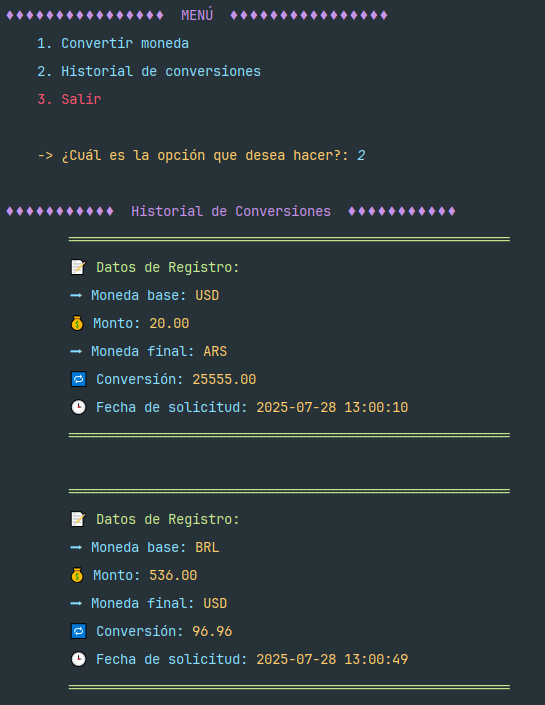 ♦♦♦♦♦♦♦♦♦♦♦♦♦♦♦♦ MENÚ ♦♦♦♦♦♦♦♦♦♦♦♦♦♦♦♦
1. Convertir moneda
2. Historial de conversiones
3. Salir
-> ¿Cuál es la opción que desea hacer?: 2
♦♦♦♦♦♦♦♦♦♦♦ Historial de Conversiones ♦♦♦♦♦♦♦♦♦♦♦
📝 Datos de Registro:
➡ Moneda base: USD
💰 Monto: 20.00
➡ Moneda final: ARS
🔁 Conversión: 25555.00
🕒 Fecha de solicitud: 2025-07-28 13:00:10
📝 Datos de Registro:
➡ Moneda base: BRL
💰 Monto: 536.00
➡ Moneda final: USD
🔁 Conversión: 96.96
🕒 Fecha de solicitud: 2025-07-28 13:00:49